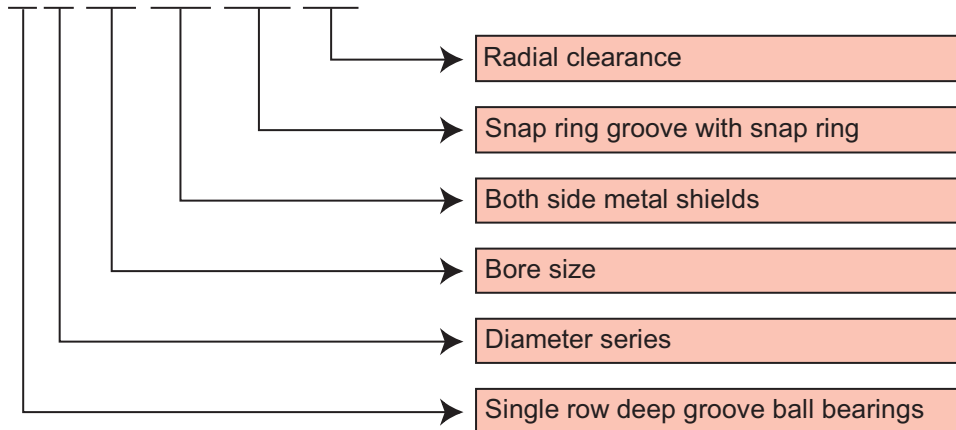 Radial clearance
Snap ring groove with snap ring
Both side metal shields
Bore size
Diameter series
Single row deep groove ball bearings